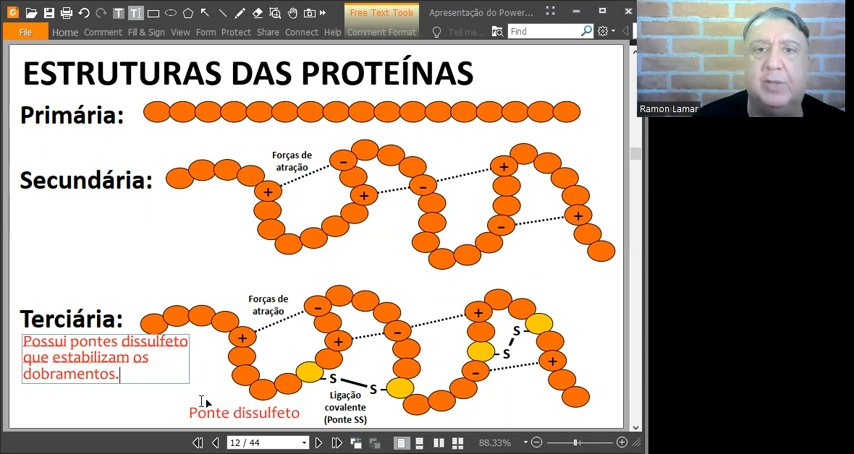 Free Text Tools
Apresentação do Power...
File
Home
Comment
Fill & Sign
View
Form
Protect
Share
Connect
Help
Comment Format
Tell me...
Find
Ramon Lamar
ESTRUTURAS DAS PROTEÍNAS
Primária:
Secundária:
Forças de
atração
+ - + - + - +
Terciária:
Possui pontes dissulfeto
que estabilizam os
dobramentos.
Forças de
atração
+ - + - + - +
S S
S S
Ligação
covalente
(Ponte SS)
Ponte dissulfeto
12 / 44
88.33%